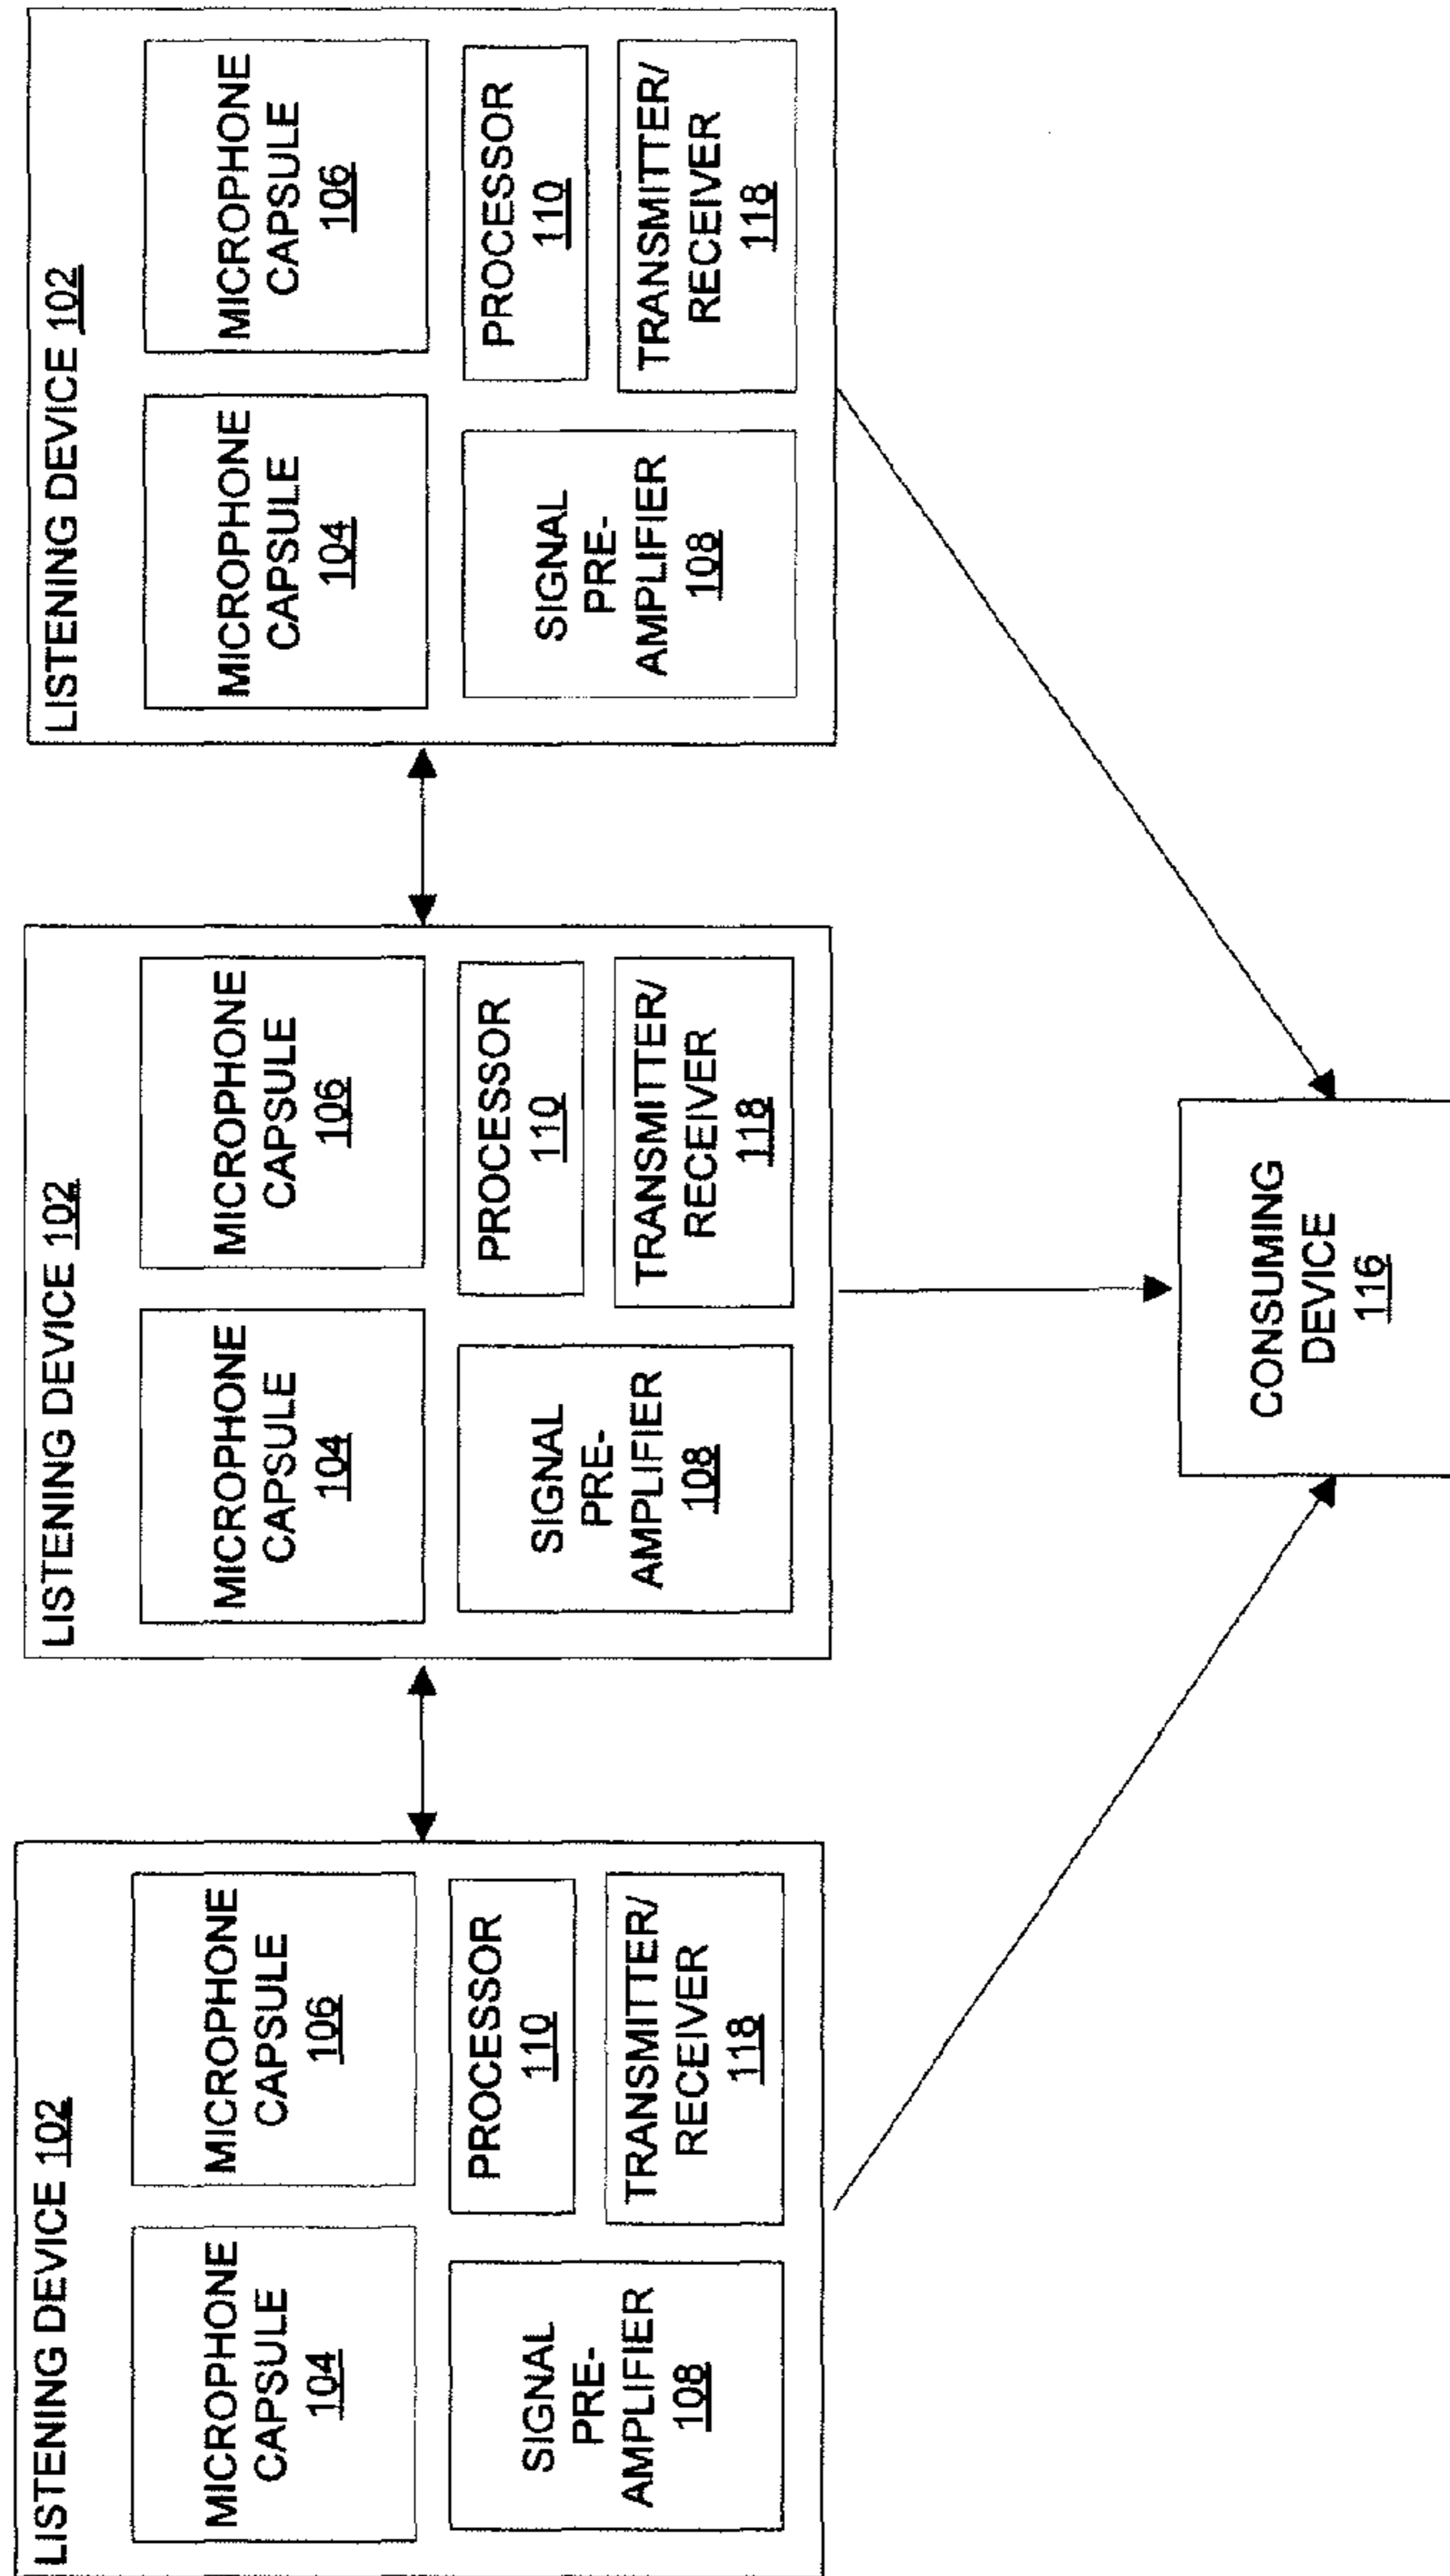 LISTENING DEVICE 102
MICROPHONE
CAPSULE
104
MICROPHONE
CAPSULE
106
SIGNAL
PRE-
AMPLIFIER
108
PROCESSOR
110
TRANSMITTER/
RECEIVER
118
LISTENING DEVICE 102
MICROPHONE
CAPSULE
104
MICROPHONE
CAPSULE
106
SIGNAL
PRE-
AMPLIFIER
108
PROCESSOR
110
TRANSMITTER/
RECEIVER
118
LISTENING DEVICE 102
MICROPHONE
CAPSULE
104
MICROPHONE
CAPSULE
106
SIGNAL
PRE-
AMPLIFIER
108
PROCESSOR
110
TRANSMITTER/
RECEIVER
118
CONSUMING
DEVICE
116